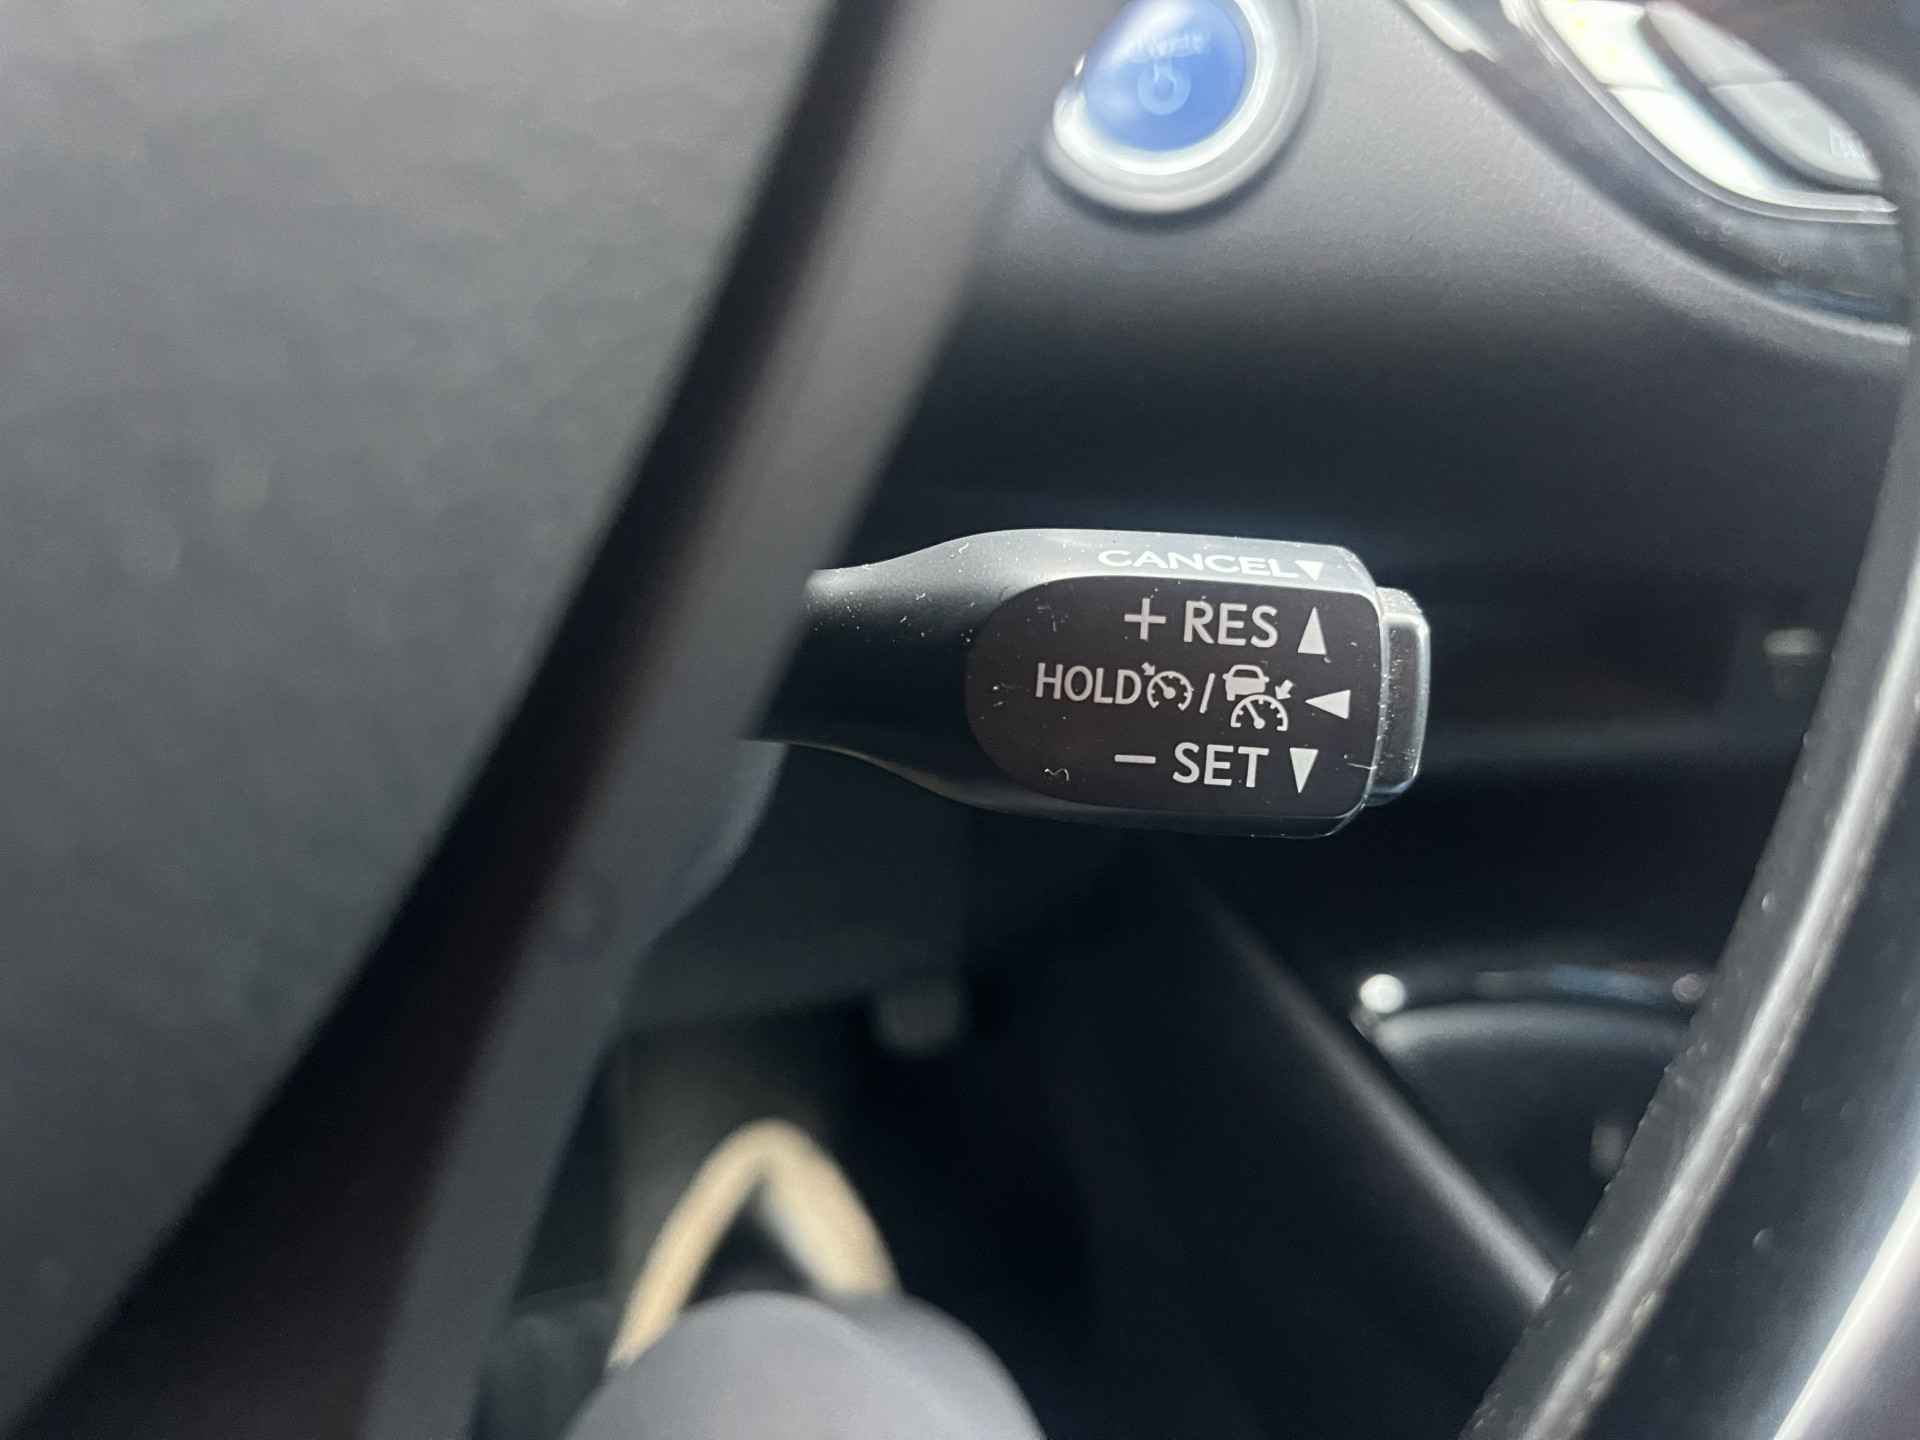 CANCEL▼
+ RES ▲
HOLD / ◀
- SET ▼